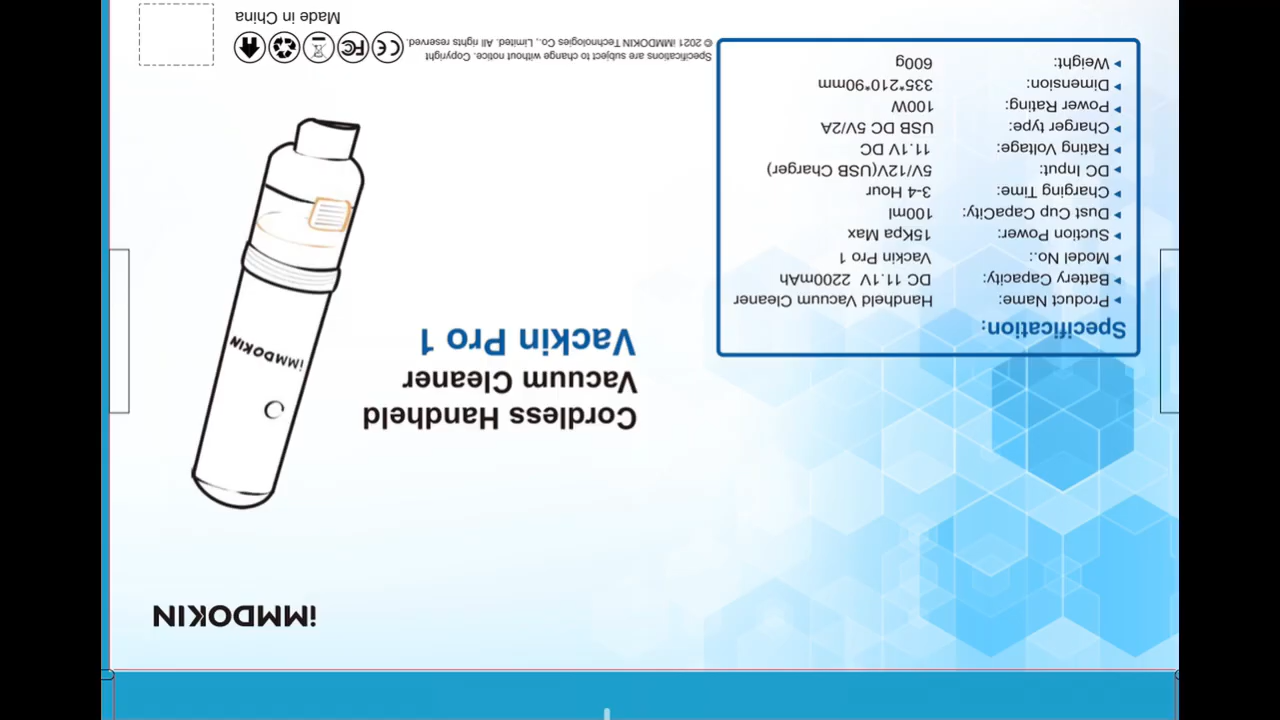 iMMDOKIN
Cordless Handheld
Vacuum Cleaner
Vackin Pro 1
iMMDOKIN
Specification:
Product Name: Handheld Vacuum Cleaner
Battery Capacity: DC 11.1V 2200mAh
Model No.: Vackin Pro 1
Suction Power: 15Kpa Max
Dust Cup CapaCity: 100ml
Charging Time: 3-4 Hour
DC Input: 5V/12V(USB Charger)
Rating Voltage: 11.1V DC
Charger type: USB DC 5V/2A
Power Rating: 100W
Dimension: 335*210*90mm
Weight: 600g
Specifications are subject to change without notice. Copyright
© 2021 iMMDOKIN Technologies Co., Limited. All rights reserved.
CE FC
Made in China